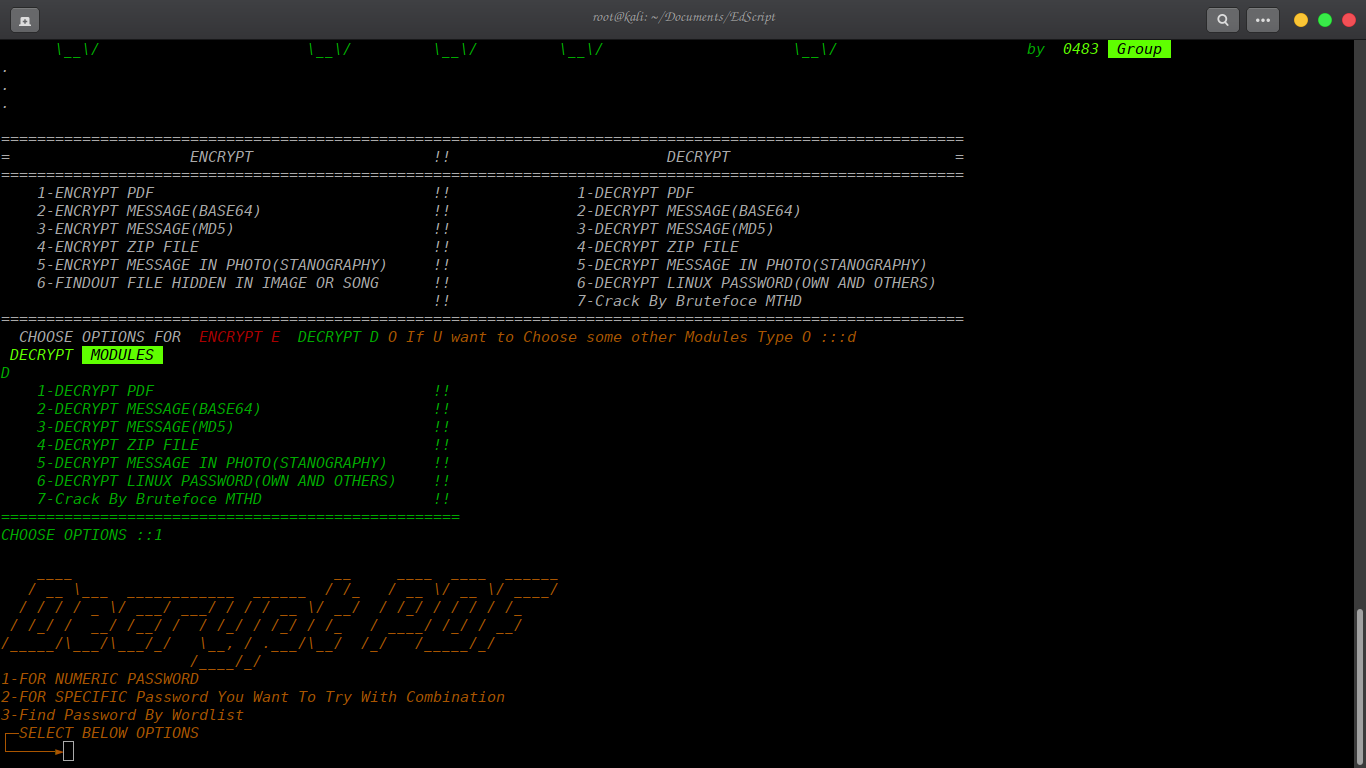 root@kali: ~/Documents/EdScript
\__\/ \__\/ \__\/ \__\/ \__\/ by 0483 Group
.
.
.
===========================================================================================================
= ENCRYPT !! DECRYPT =
===========================================================================================================
1-ENCRYPT PDF !! 1-DECRYPT PDF
2-ENCRYPT MESSAGE(BASE64) !! 2-DECRYPT MESSAGE(BASE64)
3-ENCRYPT MESSAGE(MD5) !! 3-DECRYPT MESSAGE(MD5)
4-ENCRYPT ZIP FILE !! 4-DECRYPT ZIP FILE
5-ENCRYPT MESSAGE IN PHOTO(STANOGRAPHY) !! 5-DECRYPT MESSAGE IN PHOTO(STANOGRAPHY)
6-FINDOUT FILE HIDDEN IN IMAGE OR SONG !! 6-DECRYPT LINUX PASSWORD(OWN AND OTHERS)
!! 7-Crack By Brutefoce MTHD
===========================================================================================================
CHOOSE OPTIONS FOR ENCRYPT E DECRYPT D O If U want to Choose some other Modules Type O :::d
DECRYPT MODULES
D
1-DECRYPT PDF !!
2-DECRYPT MESSAGE(BASE64) !!
3-DECRYPT MESSAGE(MD5) !!
4-DECRYPT ZIP FILE !!
5-DECRYPT MESSAGE IN PHOTO(STANOGRAPHY) !!
6-DECRYPT LINUX PASSWORD(OWN AND OTHERS) !!
7-Crack By Brutefoce MTHD !!
===================================================
CHOOSE OPTIONS ::1
Decrypt PDF
1-FOR NUMERIC PASSWORD
2-FOR SPECIFIC Password You Want To Try With Combination
3-Find Password By Wordlist
SELECT BELOW OPTIONS